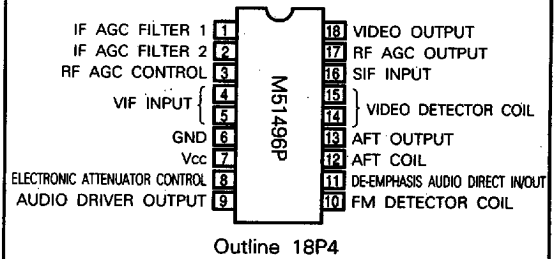 IF AGC FILTER 1 1 18 VIDEO OUTPUT
IF AGC FILTER 2 2 17 RF AGC OUTPUT
RF AGC CONTROL 3 16 SIF INPUT
VIF INPUT { 4 15 } VIDEO DETECTOR COIL
5 14
GND 6 13 AFT OUTPUT
Vcc 7 12 AFT COIL
ELECTRONIC ATTENUATOR CONTROL 8 11 DE-EMPHASIS AUDIO DIRECT IN/OUT
AUDIO DRIVER OUTPUT 9 10 FM DETECTOR COIL
M51496P
Outline 18P4